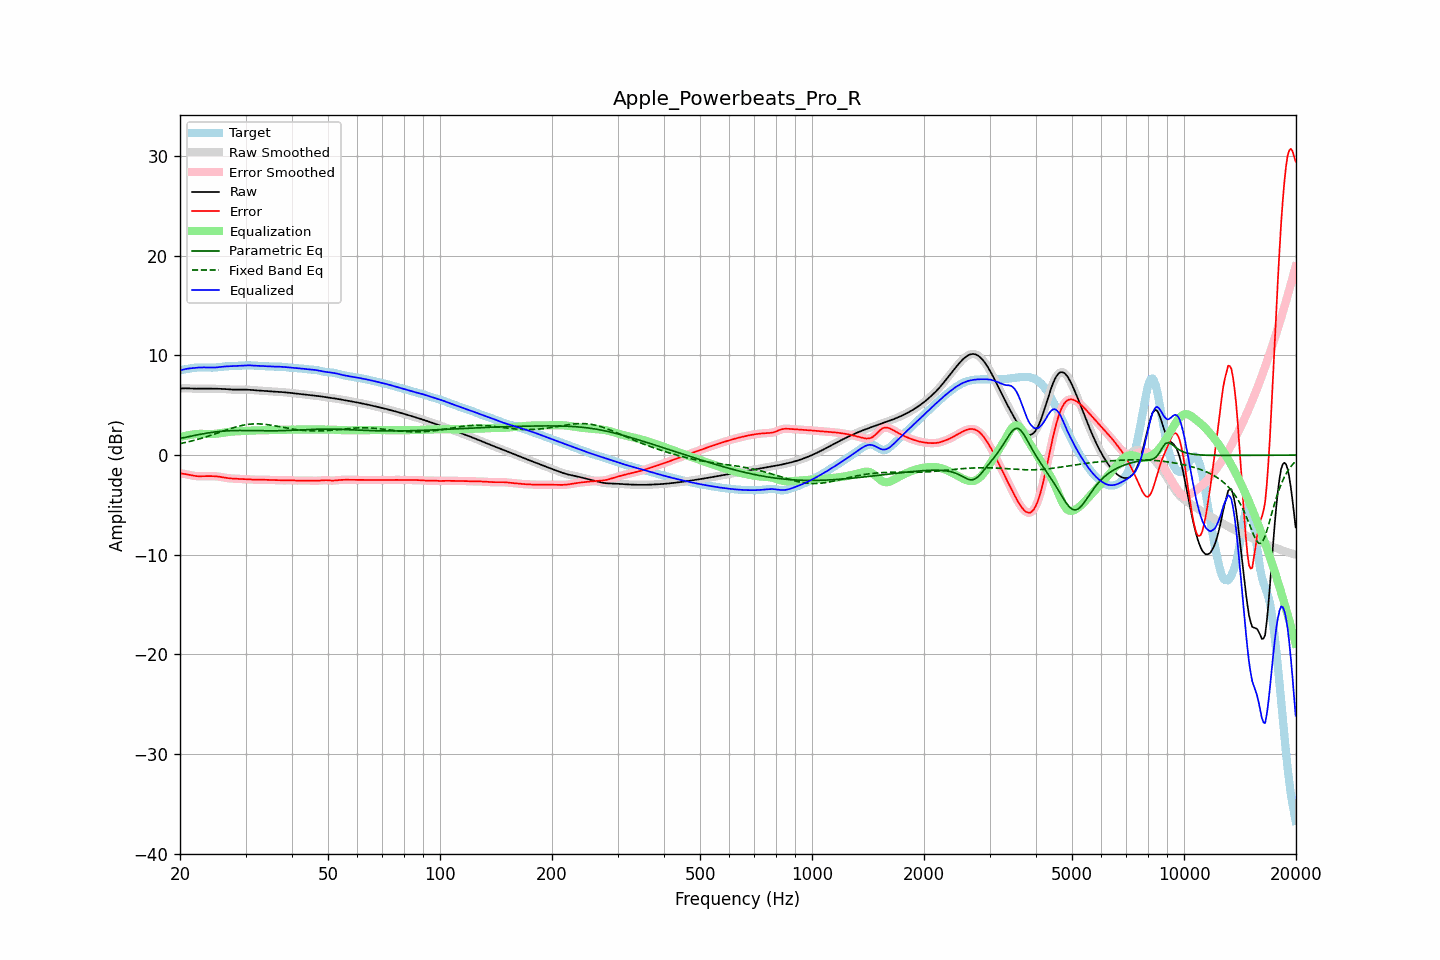 Apple_Powerbeats_Pro_R
Target
Raw Smoothed
Error Smoothed
Raw
Error
Equalization
Parametric Eq
Fixed Band Eq
Equalized
30
20
10
0
−10
−20
−30
−40
Amplitude (dBr)
20 50 100 200 500 1000 2000 5000 10000 20000
Frequency (Hz)